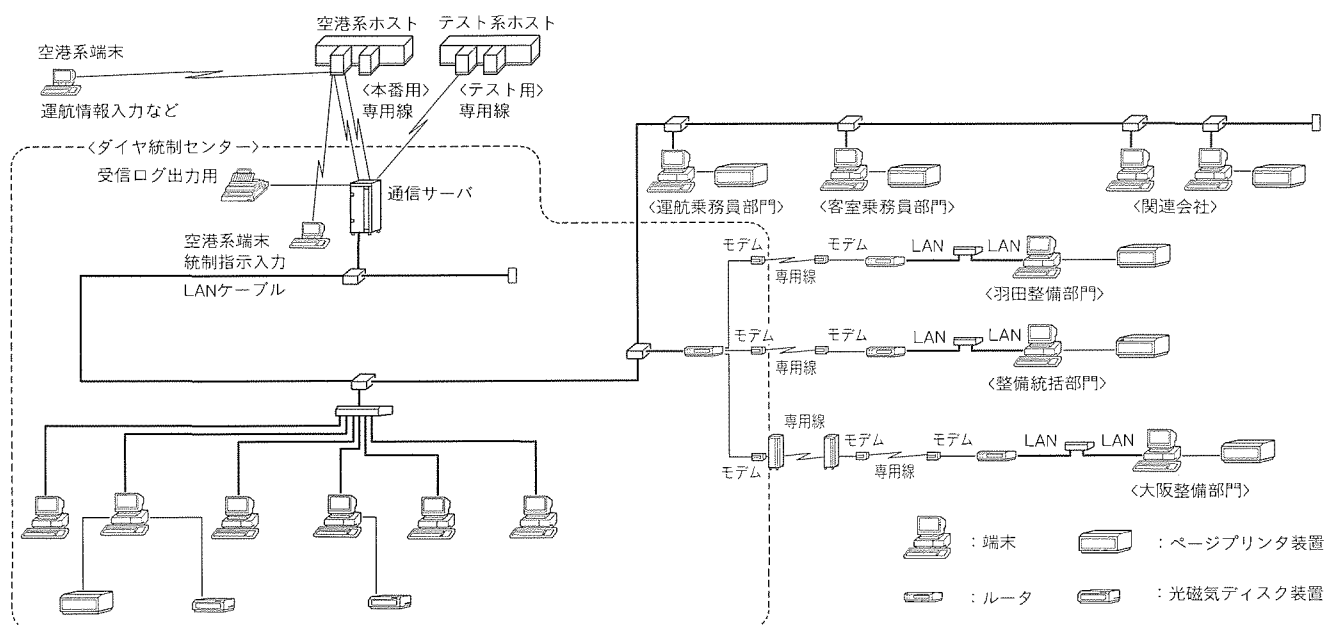 空港系ホスト
テスト系ホスト
空港系端末
運航情報入力など
〈本番用〉
専用線
〈テスト用〉
専用線
〈ダイヤ統制センター〉
受信ログ出力用
通信サーバ
空港系端末
統制指示入力
LANケーブル
〈運航乗務員部門〉
〈客室乗務員部門〉
〈関連会社〉
モデム
専用線
モデム
LAN
LAN
〈羽田整備部門〉
モデム
専用線
モデム
LAN
LAN
〈整備統括部門〉
モデム
専用線
モデム
専用線
モデム
LAN
LAN
〈大阪整備部門〉
：端末
：ページプリンタ装置
：ルータ
：光磁気ディスク装置